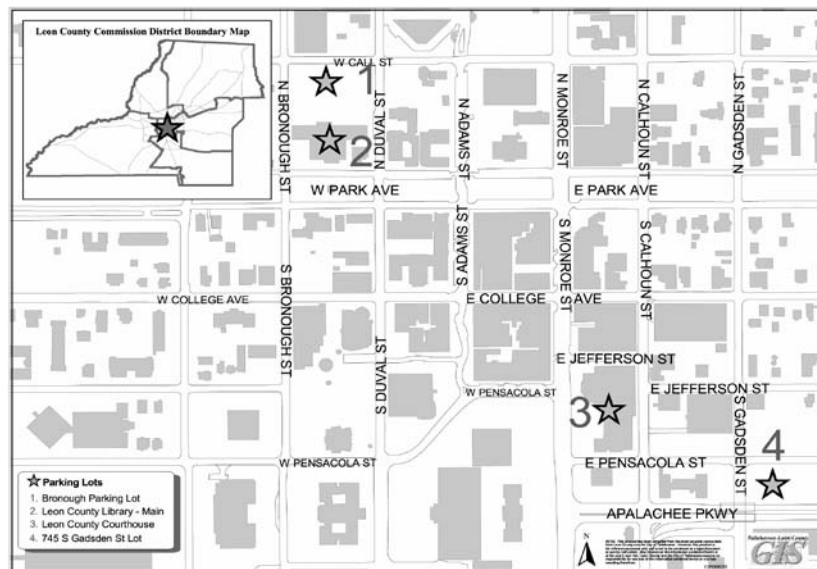 Leon County Commission District Boundary Map
W CALL ST
1
2
N BRONOUGH ST
N DUVAL ST
N ADAMS ST
N MONROE ST
N CALHOUN ST
N GADSDEN ST
W PARK AVE
E PARK AVE
S BRONOUGH ST
S ADAMS ST
S MONROE ST
S CALHOUN ST
W COLLEGE AVE
E COLLEGE AVE
S DUVAL ST
E JEFFERSON ST
E JEFFERSON ST
W PENSACOLA ST
3
S GADSDEN ST
4
W PENSACOLA ST
E PENSACOLA ST
APALACHEE PKWY
Parking Lots
1. Bronough Parking Lot
2. Leon County Library - Main
3. Leon County Courthouse
4. 745 S Gadsden St Lot
N
Tallahassee-Leon County
GIS